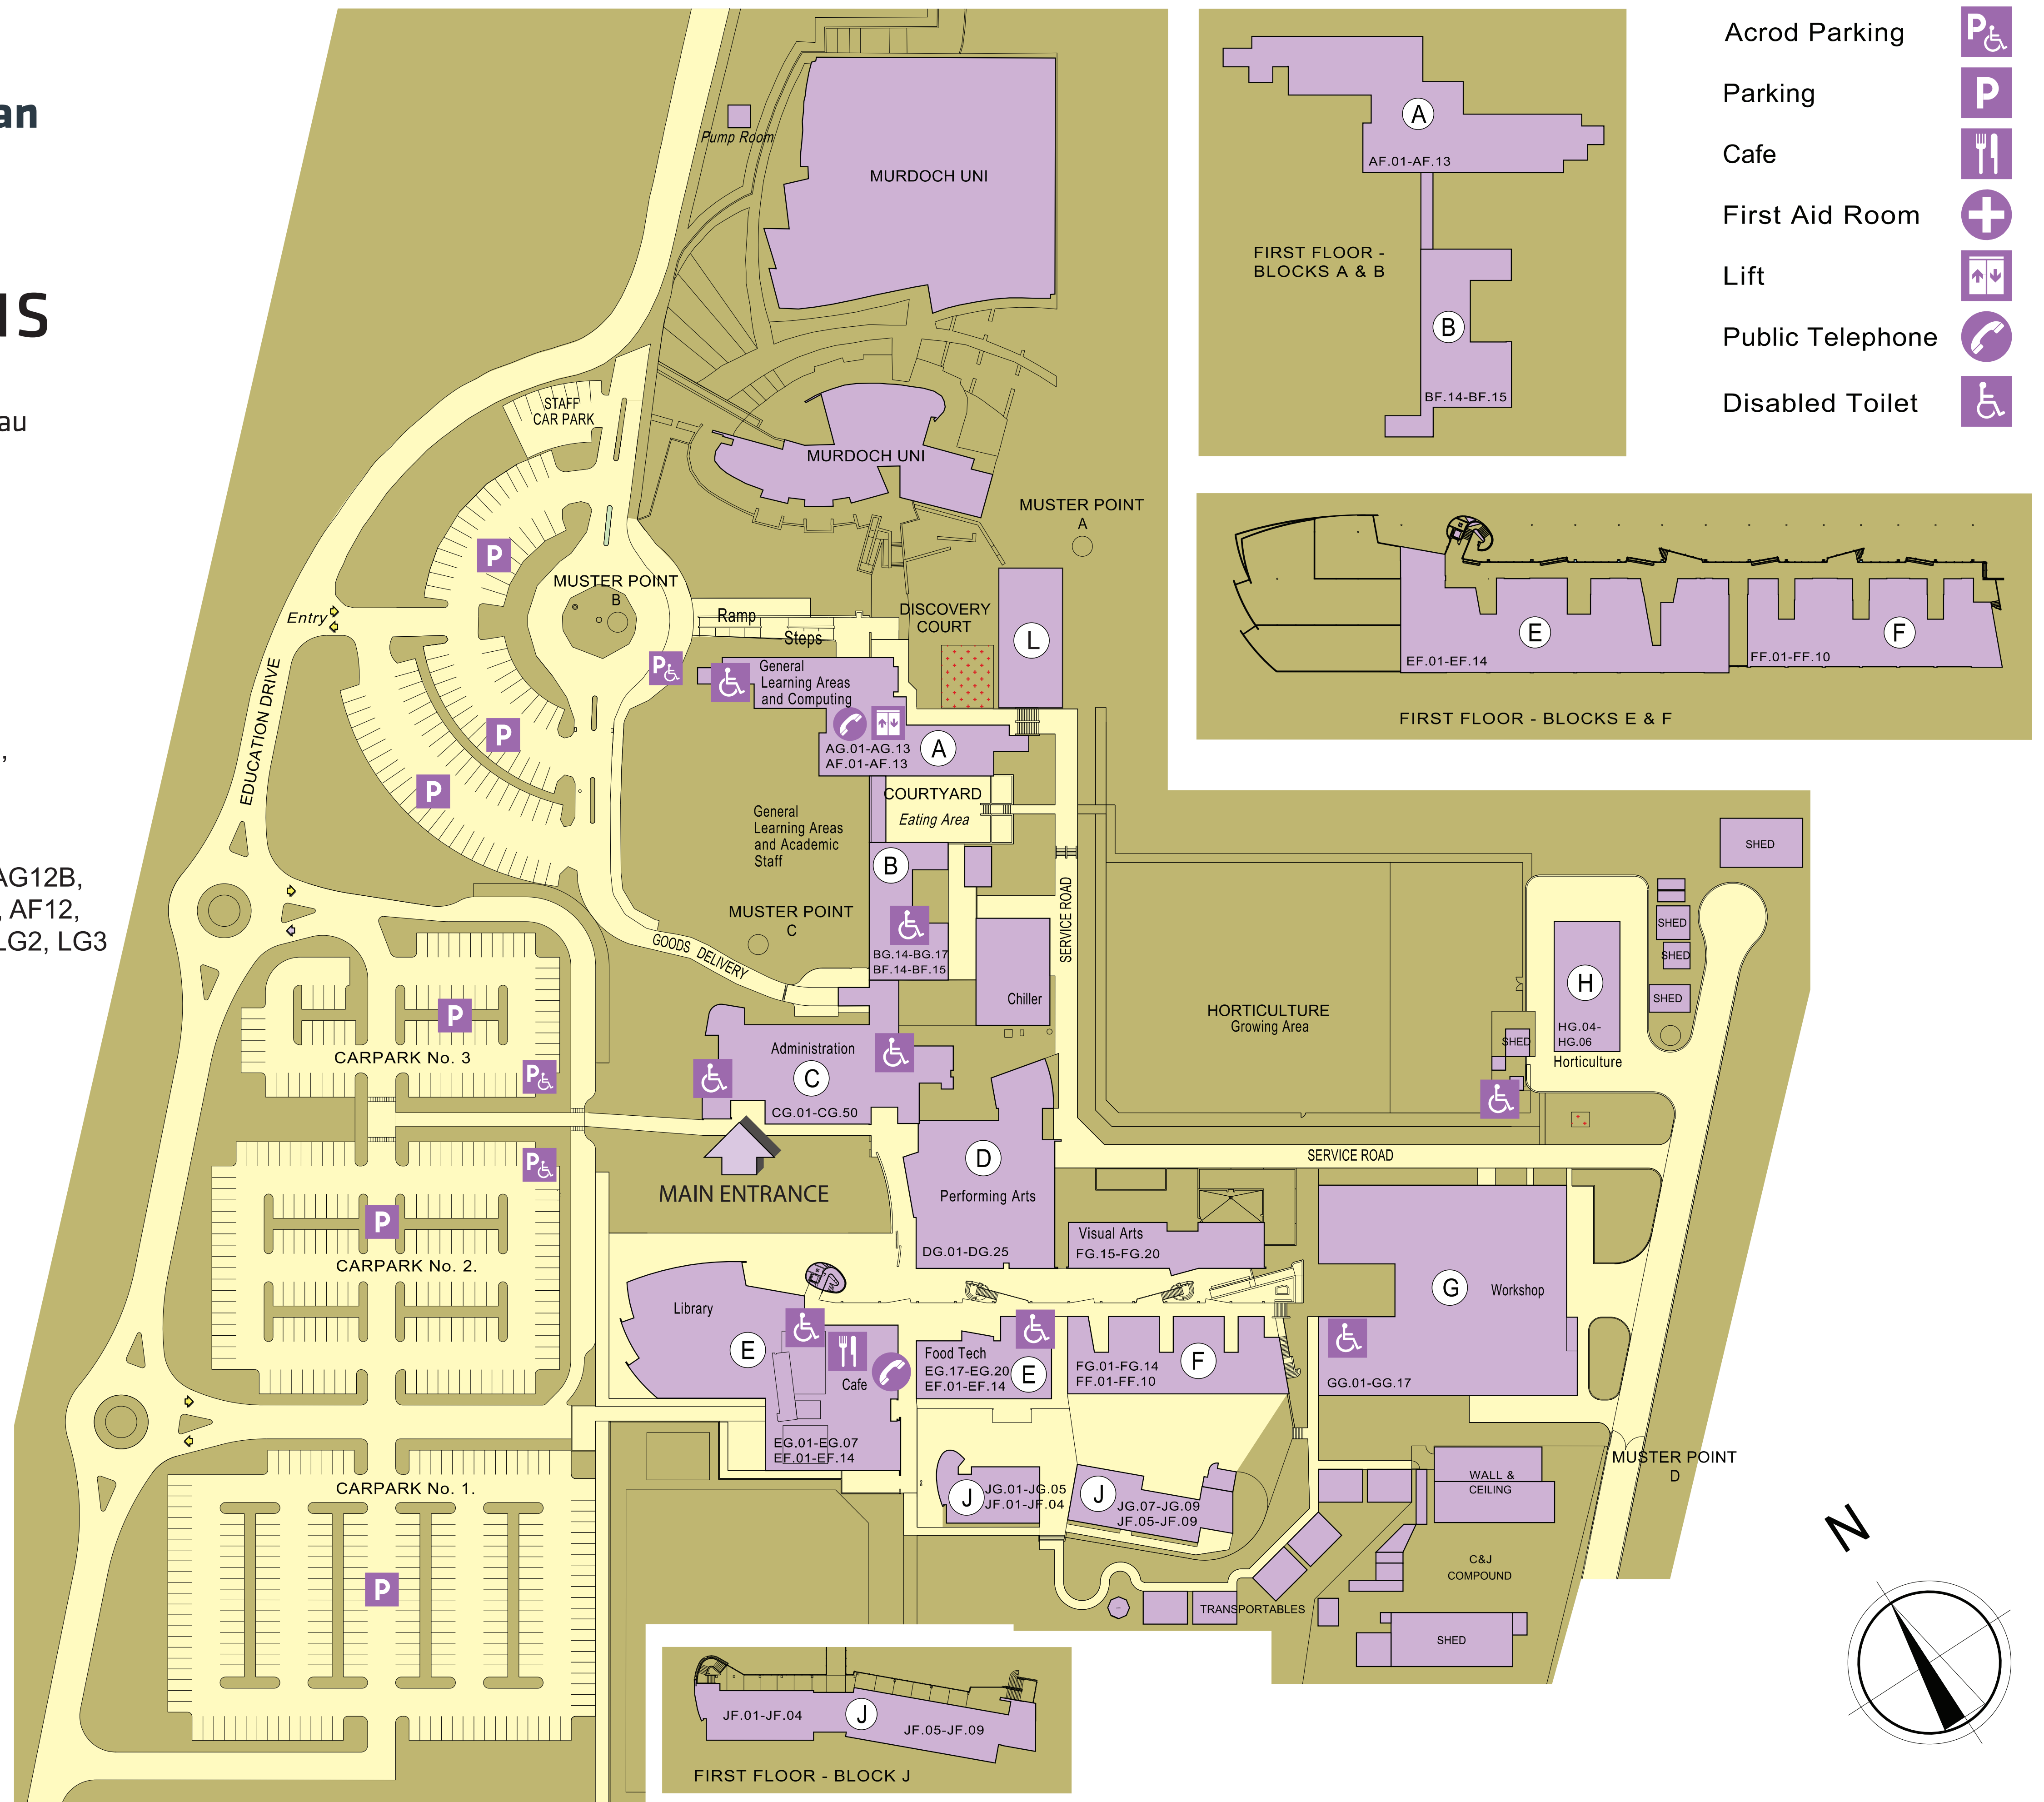 an
IS
au
,
AG12B,
, AF12,
LG2, LG3
Acrod Parking
P
Parking
P
Cafe
First Aid Room
Lift
Public Telephone
Disabled Toilet
A
AF.01-AF.13
FIRST FLOOR -
BLOCKS A & B
B
BF.14-BF.15
E
EF.01-EF.14
F
FF.01-FF.10
FIRST FLOOR - BLOCKS E & F
Pump Room
MURDOCH UNI
STAFF
CAR PARK
MURDOCH UNI
MUSTER POINT
A
P
MUSTER POINT
B
Entry
Ramp
Steps
DISCOVERY
COURT
L
P
General
Learning Areas
and Computing
EDUCATION DRIVE
P
P
AG.01-AG.13
AF.01-AF.13
A
COURTYARD
Eating Area
General
Learning Areas
and Academic
Staff
B
MUSTER POINT
C
BG.14-BG.17
BF.14-BF.15
GOODS DELIVERY
SERVICE ROAD
Chiller
SHED
SHED
SHED
SHED
H
HG.04-
HG.06
Horticulture
SHED
HORTICULTURE
Growing Area
P
CARPARK No. 3
P
Administration
C
CG.01-CG.50
MAIN ENTRANCE
D
Performing Arts
DG.01-DG.25
SERVICE ROAD
P
P
CARPARK No. 2.
Visual Arts
FG.15-FG.20
Library
E
Cafe
EG.01-EG.07
EF.01-EF.14
Food Tech
EG.17-EG.20
EF.01-EF.14
E
FG.01-FG.14
FF.01-FF.10
F
G
Workshop
GG.01-GG.17
CARPARK No. 1.
P
J
JG.01-JG.05
JF.01-JF.04
J
JG.07-JG.09
JF.05-JF.09
WALL &
CEILING
MUSTER POINT
D
C&J
COMPOUND
TRANSPORTABLES
SHED
N
JF.01-JF.04
J
JF.05-JF.09
FIRST FLOOR - BLOCK J